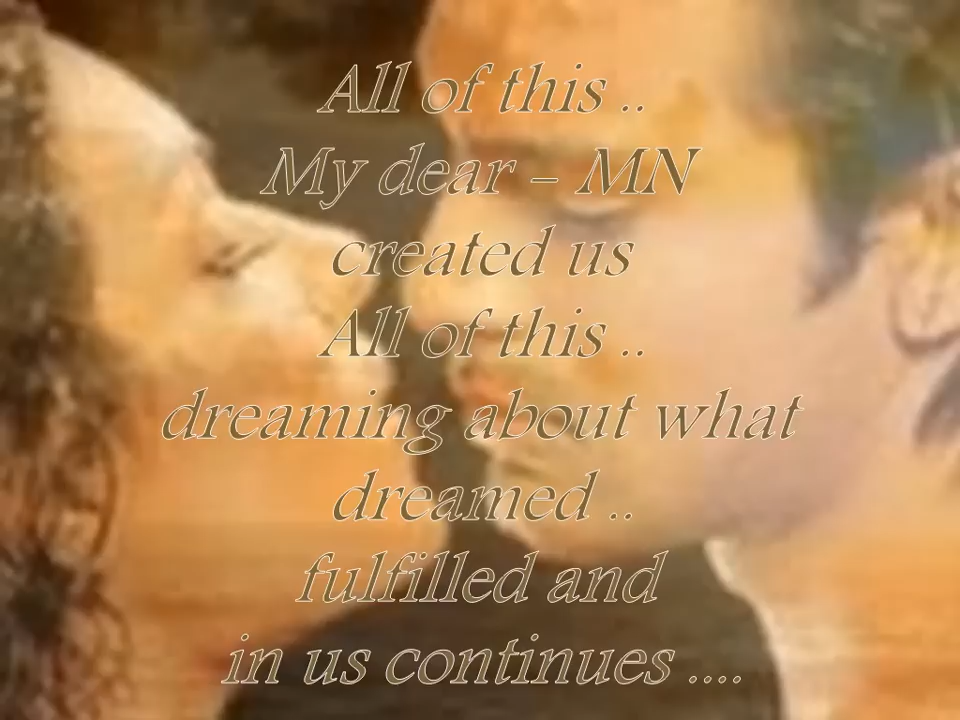 All of this ..
My dear - MN
created us
All of this ..
dreaming about what
dreamed ..
fulfilled and
in us continues ....